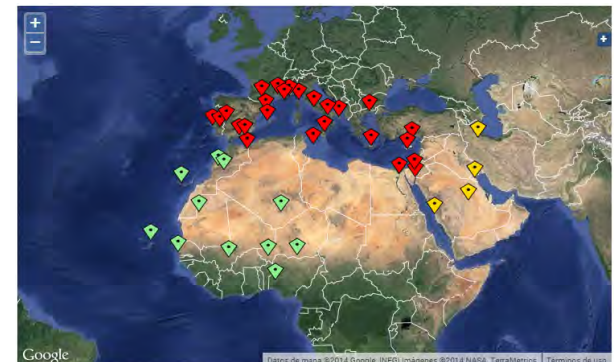 +
−
+
Google
Datos de mapa ©2014 Google, INEGI Imágenes ©2014 NASA, TerraMetrics
Términos de uso